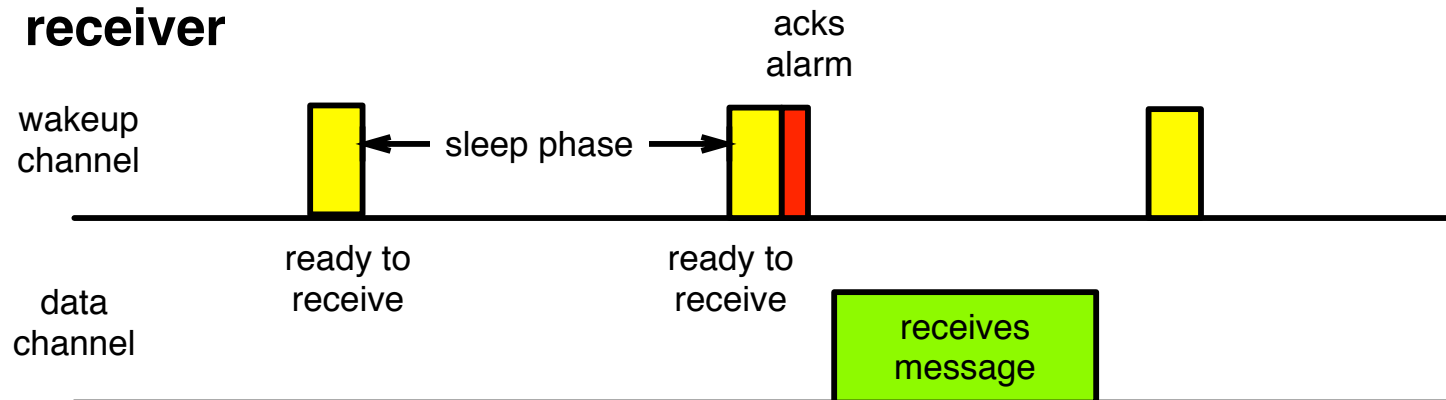 receiver
acks
alarm
wakeup
channel
sleep phase
ready to
receive
ready to
receive
data
channel
receives
message